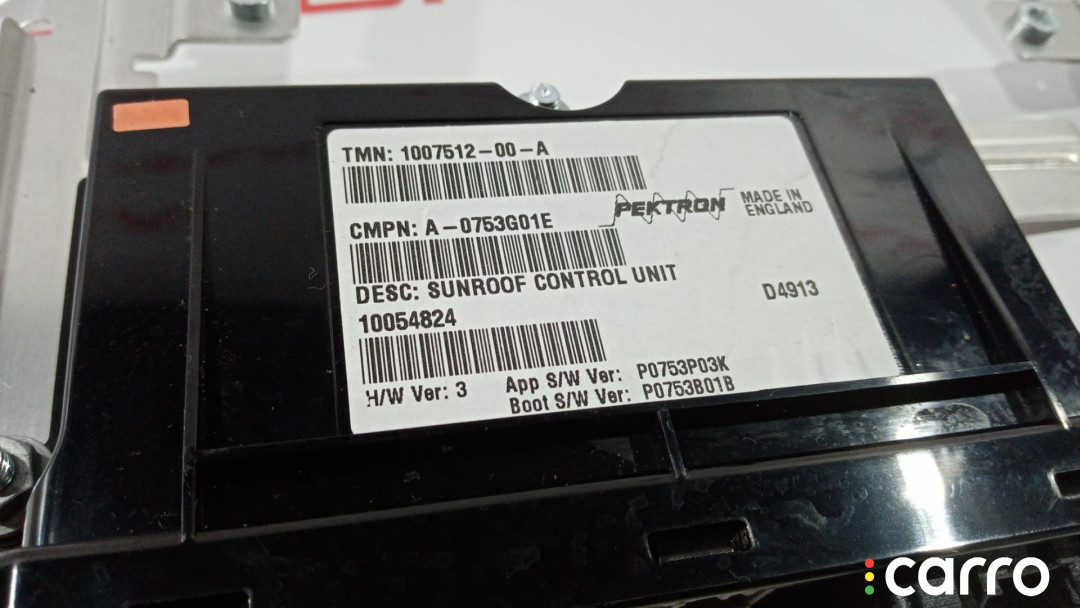 TMN: 1007512-00-A
CMPN: A-0753G01E
PEKTRON
MADE IN
ENGLAND
DESC: SUNROOF CONTROL UNIT
10054824
D4913
H/W Ver: 3
App S/W Ver: P0753P03K
Boot S/W Ver: P0753B01B
carro